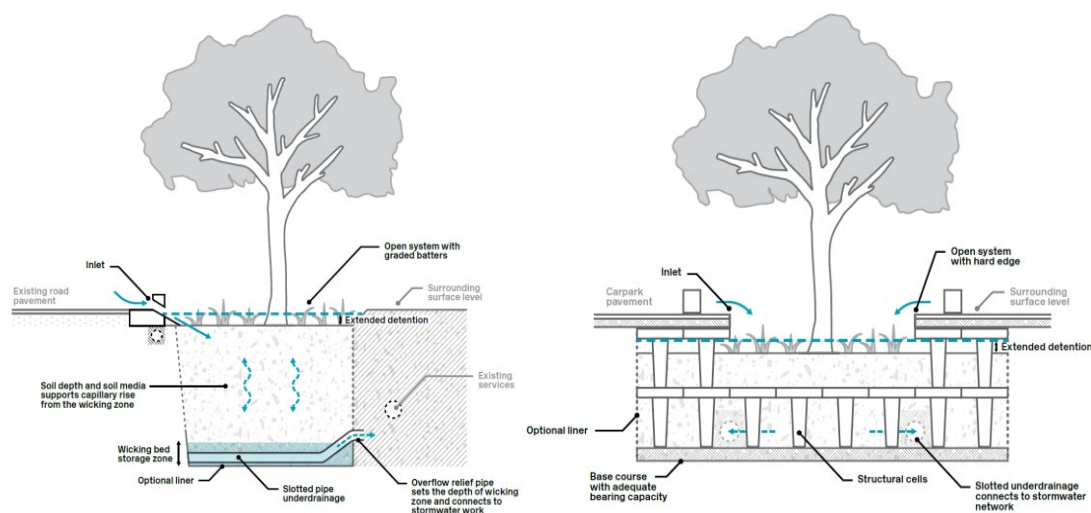 Open system with
graded batters
Inlet
Existing road
pavement
Surrounding
surface level
Extended detention
Soil depth and soil media
supports capillary rise
from the wicking zone
Existing
services
Wicking bed
storage zone
Optional liner
Slotted pipe
underdrainage
Overflow relief pipe
sets the depth of wicking
zone and connects to
stormwater work
Inlet
Open system
with hard edge
Carpark
pavement
Surrounding
surface level
Extended detention
Optional liner
Base course
with adequate
bearing capacity
Structural cells
Slotted underdrainage
connects to stormwater
network